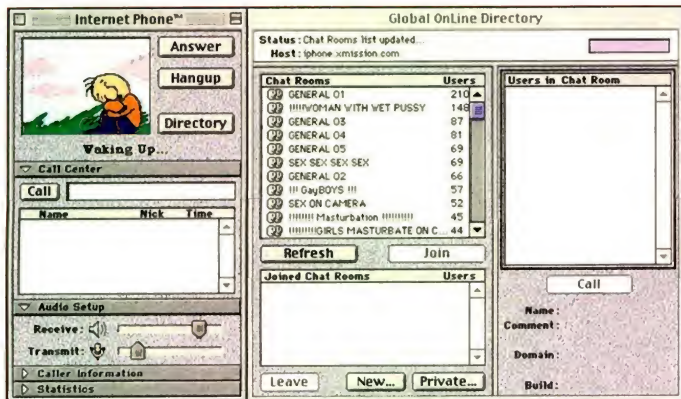 Internet Phone™
Answer
Hangup
Directory
Waking Up...
Call Center
Call
Name Nick Time
Audio Setup
Receive:
Transmit:
Caller Information
Statistics
Global OnLine Directory
Status: Chat Rooms list updated...
Host: iphone.xmission.com
Chat Rooms Users
GENERAL 01 210
!!!!!WOMAN WITH WET PUSSY 148
GENERAL 03 87
GENERAL 04 81
GENERAL 05 69
SEX SEX SEX SEX 69
GENERAL 02 66
!!! GayBOYS !!! 57
SEX ON CAMERA 52
!!!!!!!! Masturbation !!!!!!!!!! 45
!!!!!!!!!GIRLS MASTURBATE ON C... 44
Refresh Join
Joined Chat Rooms Users
Leave New... Private...
Users in Chat Room
Call
Name:
Comment:
Domain:
Build: